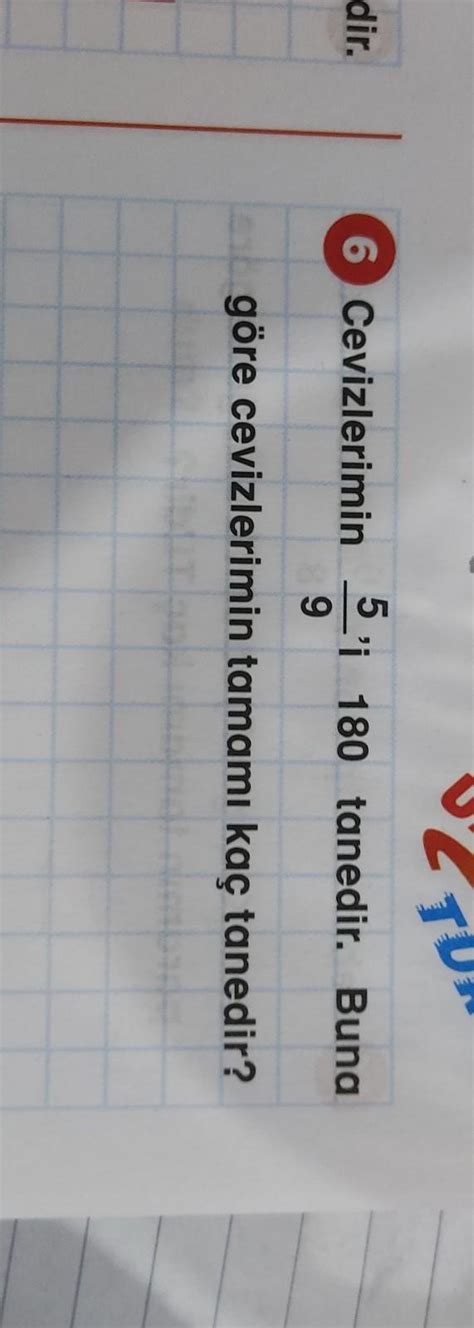 dir.
6 Cevizlerimin 5/9'i 180 tanedir. Buna
göre cevizlerimin tamamı kaç tanedir?